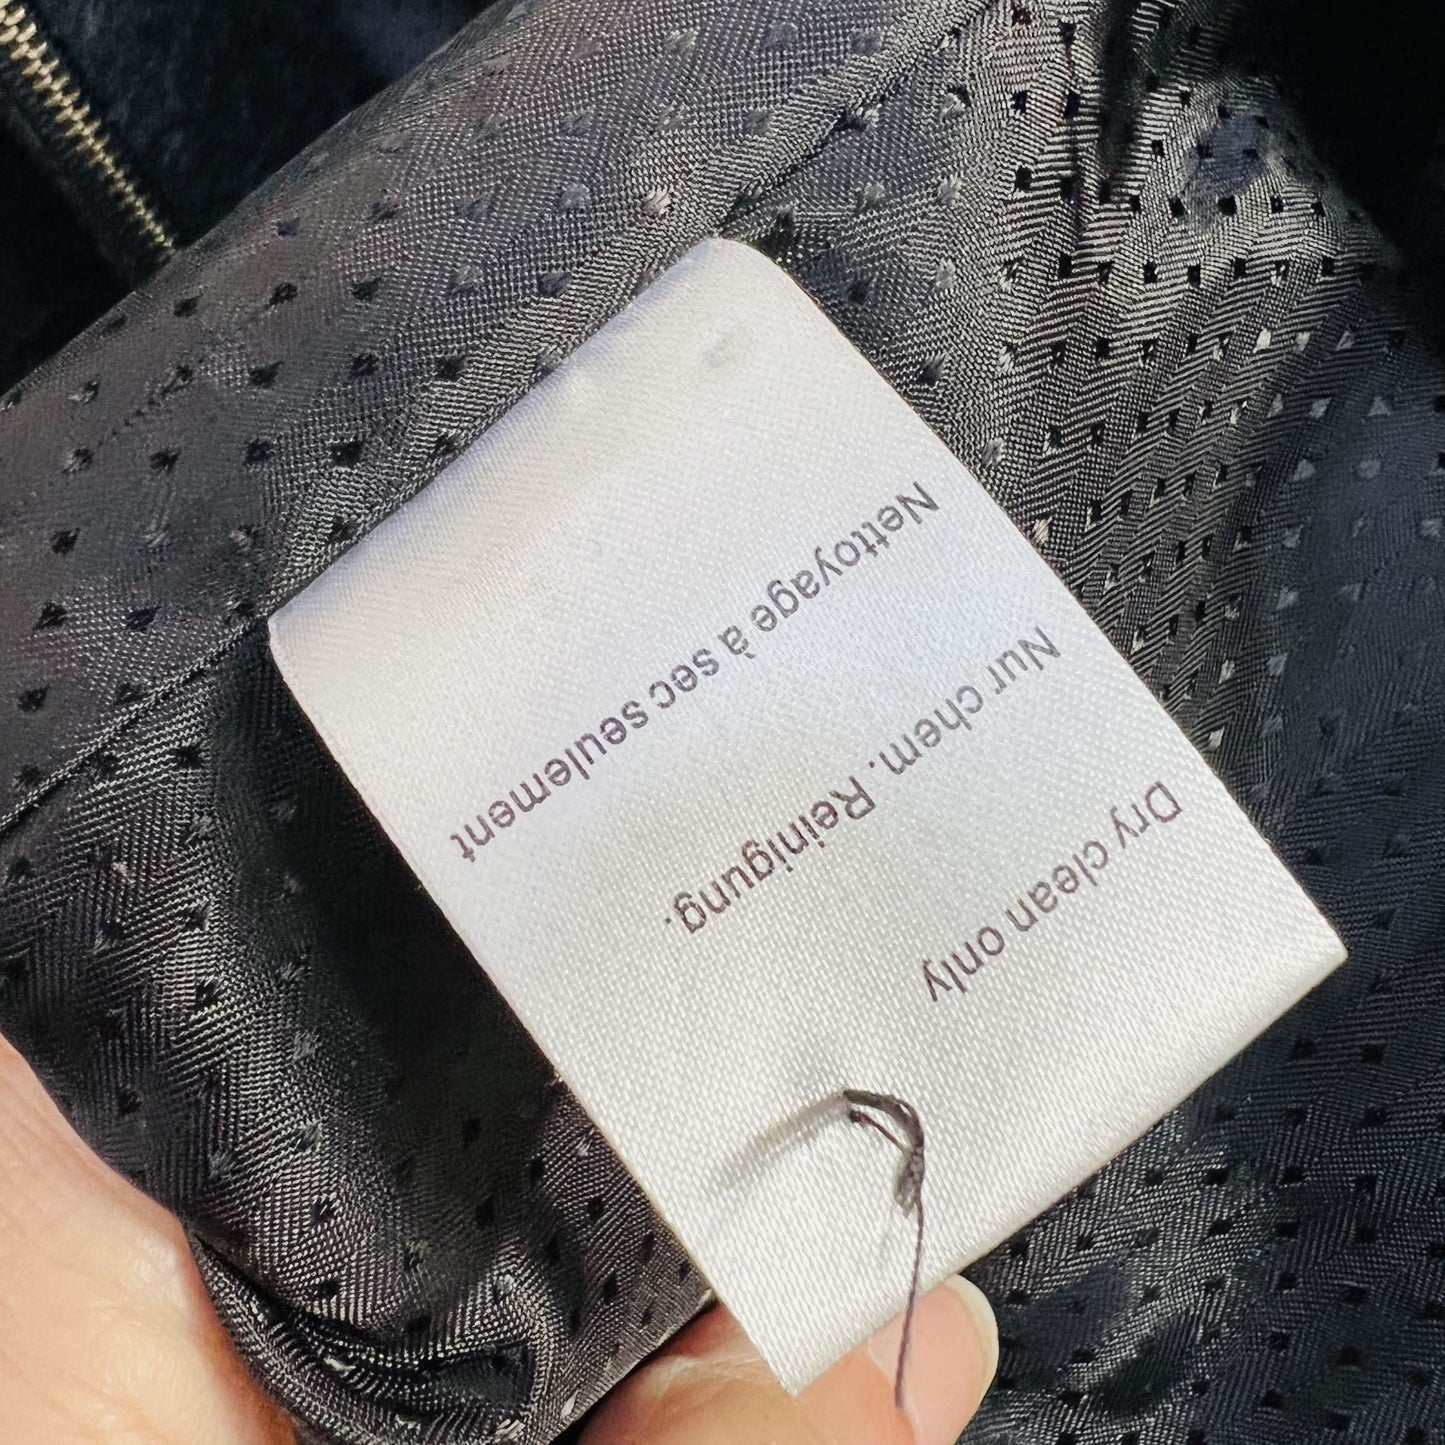 Dry clean only
Nur chem. Reinigung.
Nettoyage à sec seulement